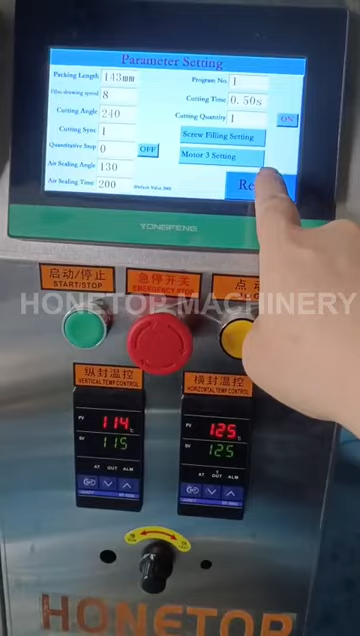 Parameter Setting
Packing Length 143mm
Program No. 1
Film drawing speed 8
Cutting Time 0.50s
Cutting Angle 240
Cutting Quantity 1 ON
Cutting Sync 1
Screw Filling Setting
Quantitative Stop 0 OFF
Motor 3 Setting
Air Sealing Angle 130
Air Sealing Time 200
Re
YONGFENG
启动/停止
START/STOP
急停开关
EMERGENCY STOP
点
HONETOP MACHINERY
纵封温控
VERTICAL TEMP CONTROL
横封温控
HORIZONTAL TEMP CONTROL
PV 114 ℃
SV 115
AT OUT ALM
PV 125 ℃
SV 125
AT OUT ALM
HONETOP